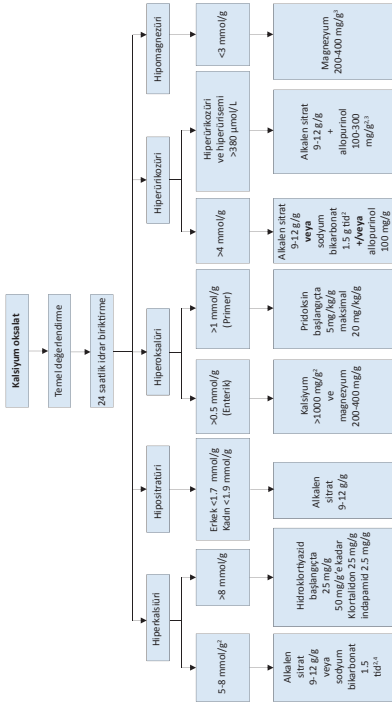 Kalsiyum oksalat
Temel değerlendirme
24 saatlik idrar biriktirme
Hiperkalsiüri
Hipositratüri
Hiperoksalüri
Hiperürikozüri
Hipomagnezüri
5-8 mmol/g²
>8 mmol/g
Erkek <1.7 mmol/g
Kadın <1.9 mmol/g
>0.5 mmol/g
(Enterik)
>1 mmol/g
(Primer)
>4 mmol/g
Hiperürikozüri
ve hiperürisemi
>380 µmol/L
<3 mmol/g
Alkalen
sitrat
9-12 g/g
veya
sodyum
bikarbonat
1.5
tid²,⁴
Hidroklortiyazid
başlangıçta
25 mg/g
50 mg/g'e kadar
Klortalidon 25 mg/g
indapamid 2.5 mg/g
Alkalen
sitrat
9-12 g/g
Kalsiyum
>1000 mg/g²
ve
magnezyum
200-400 mg/g
Pridoksin
başlangıçta
5mg/kg/g
maksimal
20 mg/kg/g
Alkalen sitrat
9-12 g/g
veya
sodyum
bikarbonat
1.5 g tid²
+/veya
allopurinol
100 mg/g
Alkalen sitrat
9-12 g/g
+
allopurinol
100-300
mg/g²,³
Magnezyum
200-400 mg/g³